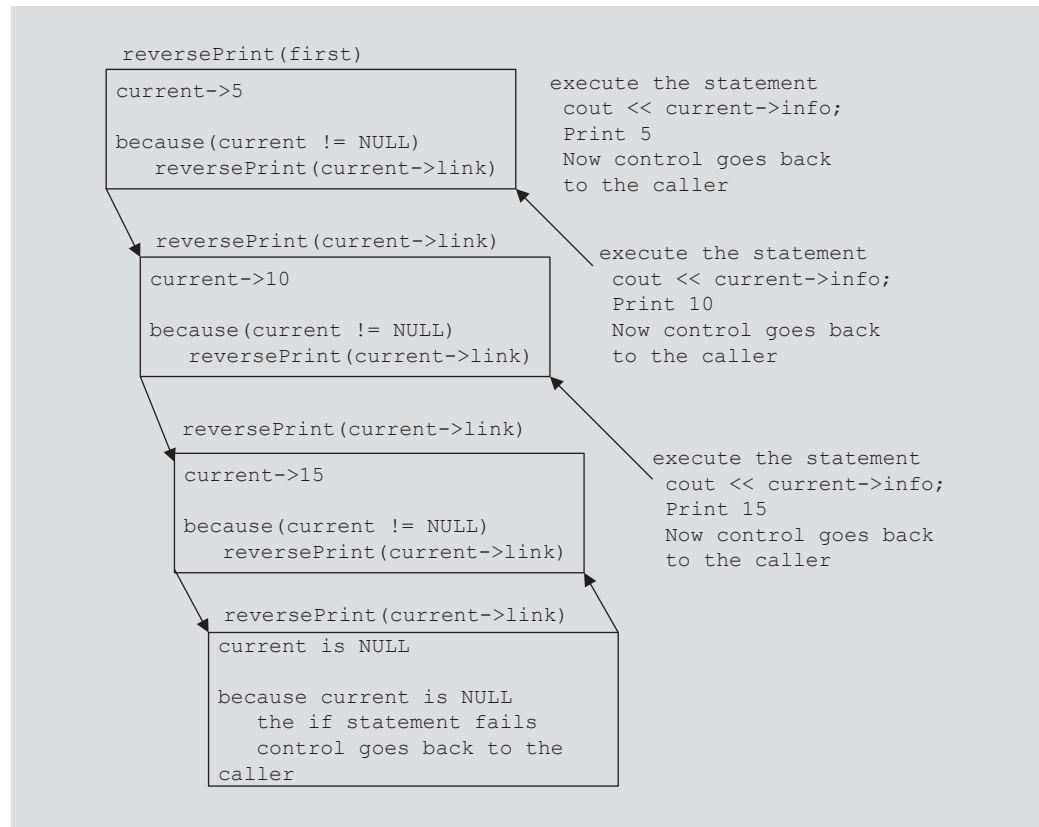 reversePrint(first)
current->5
because(current != NULL)
reversePrint(current->link)
execute the statement
cout << current->info;
Print 5
Now control goes back
to the caller
reversePrint(current->link)
current->10
because(current != NULL)
reversePrint(current->link)
execute the statement
cout << current->info;
Print 10
Now control goes back
to the caller
reversePrint(current->link)
current->15
because(current != NULL)
reversePrint(current->link)
execute the statement
cout << current->info;
Print 15
Now control goes back
to the caller
reversePrint(current->link)
current is NULL
because current is NULL
the if statement fails
control goes back to the
caller